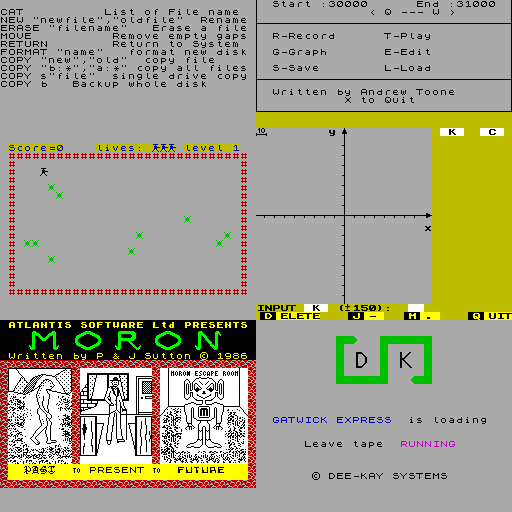 CAT List of File name
NEW "newfile","oldfile" Rename
ERASE "filename" Erase a file
MOVE Remove empty gaps
RETURN Return to System
FORMAT "name" format new disk
COPY "new","old" copy file
COPY "b:*","a:*" copy all files
COPY s"file" single drive copy
COPY b Backup whole disk
Start :30000 End :31000
< Q --- W >
R-Record T-Play
G-Graph E-Edit
S-Save L-Load
Written by Andrew Toone
X to Quit
Score=0 lives: level 1
10 y K C
x
INPUT K (±150):
D ELETE J - M . Q UIT
ATLANTIS SOFTWARE Ltd PRESENTS
MORON
Written by P & J Sutton © 1986
MORON ESCAPE ROOM
M
PAST TO PRESENT TO FUTURE
D K
GATWICK EXPRESS is loading
Leave tape RUNNING
© DEE-KAY SYSTEMS